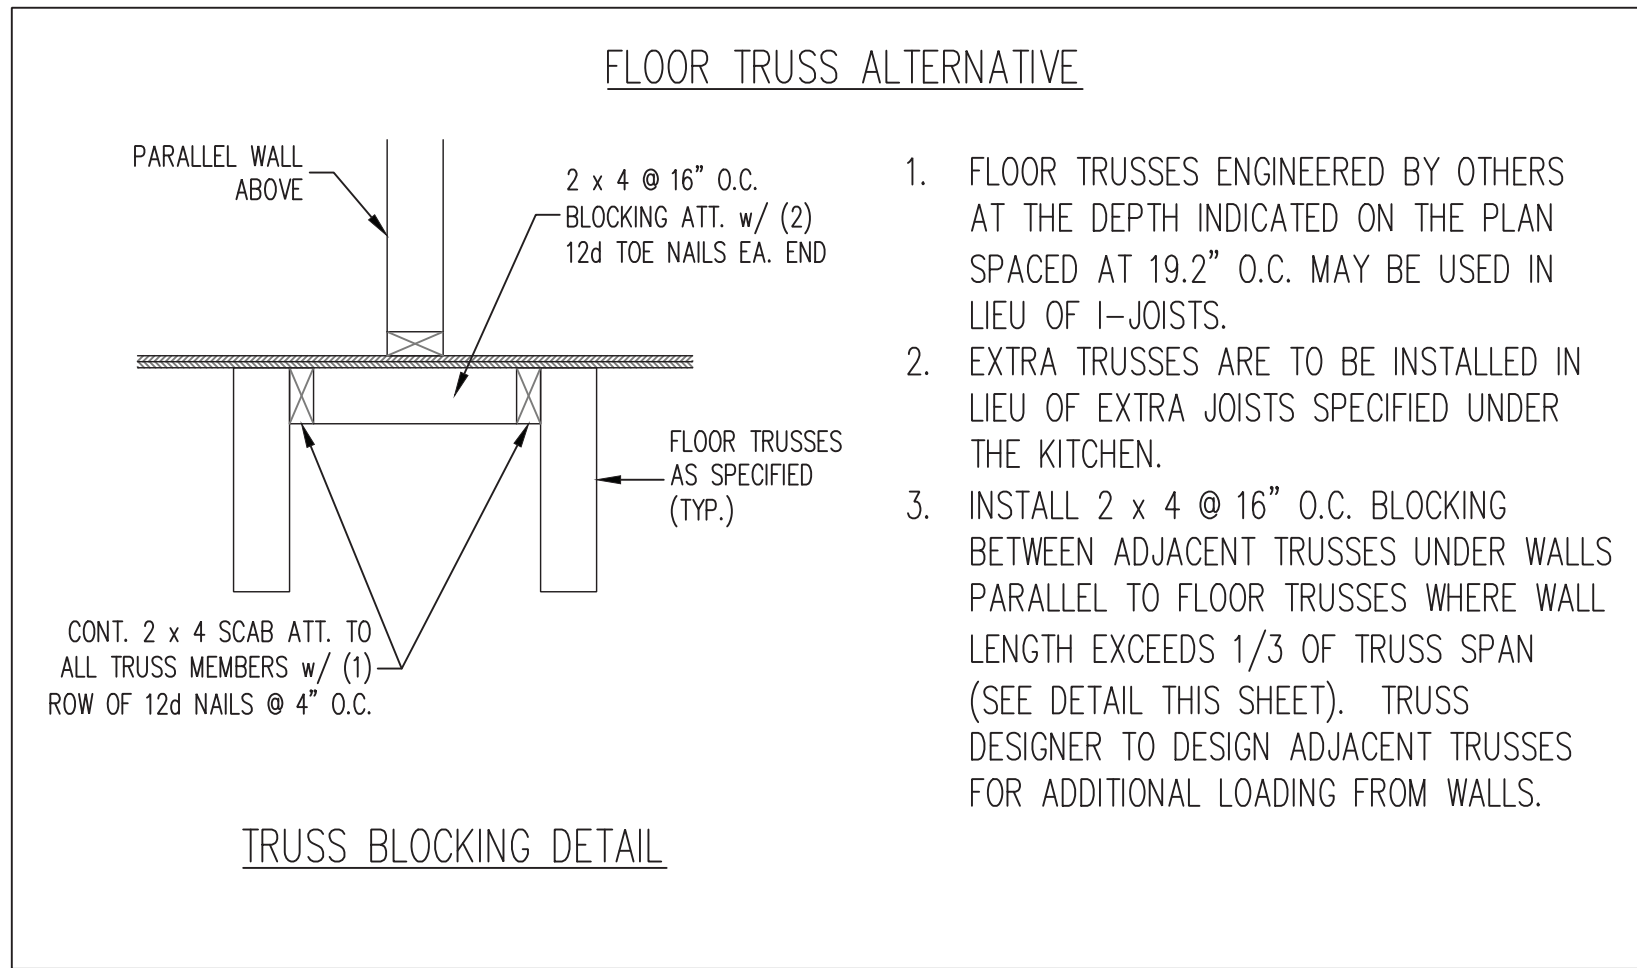 FLOOR TRUSS ALTERNATIVE
PARALLEL WALL
ABOVE
2 x 4 @ 16" O.C.
BLOCKING ATT. w/ (2)
12d TOE NAILS EA. END
FLOOR TRUSSES
AS SPECIFIED
(TYP.)
CONT. 2 x 4 SCAB ATT. TO
ALL TRUSS MEMBERS w/ (1)
ROW OF 12d NAILS @ 4" O.C.
TRUSS BLOCKING DETAIL
1. FLOOR TRUSSES ENGINEERED BY OTHERS
AT THE DEPTH INDICATED ON THE PLAN
SPACED AT 19.2" O.C. MAY BE USED IN
LIEU OF I-JOISTS.
2. EXTRA TRUSSES ARE TO BE INSTALLED IN
LIEU OF EXTRA JOISTS SPECIFIED UNDER
THE KITCHEN.
3. INSTALL 2 x 4 @ 16" O.C. BLOCKING
BETWEEN ADJACENT TRUSSES UNDER WALLS
PARALLEL TO FLOOR TRUSSES WHERE WALL
LENGTH EXCEEDS 1/3 OF TRUSS SPAN
(SEE DETAIL THIS SHEET). TRUSS
DESIGNER TO DESIGN ADJACENT TRUSSES
FOR ADDITIONAL LOADING FROM WALLS.